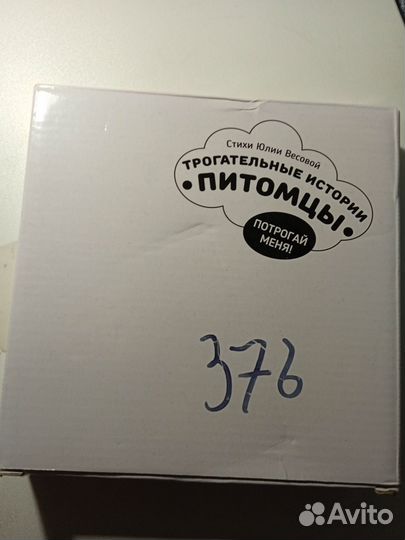 Стихи Юлии Весовой
ТРОГАТЕЛЬНЫЕ ИСТОРИИ
•ПИТОМЦЫ•
ПОТРОГАЙ
МЕНЯ!
376
Avito